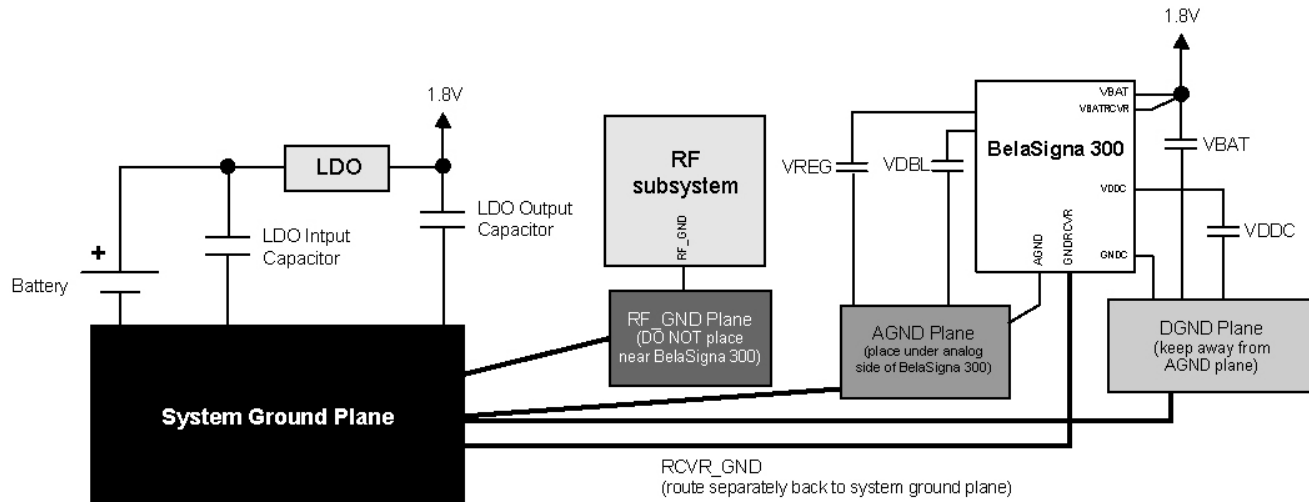 1.8V
1.8V
LDO
LDO Intput
Capacitor
LDO Output
Capacitor
+
Battery
System Ground Plane
RF
subsystem
RF_GND
RF_GND Plane
(DO NOT place
near BelaSigna 300)
VREG
VDBL
VBAT
VBATRCVR
BelaSigna 300
VDDC
GNDC
AGND
GNDRCVR
VBAT
VDDC
AGND Plane
(place under analog
side of BelaSigna 300)
DGND Plane
(keep away from
AGND plane)
RCVR_GND
(route separately back to system ground plane)